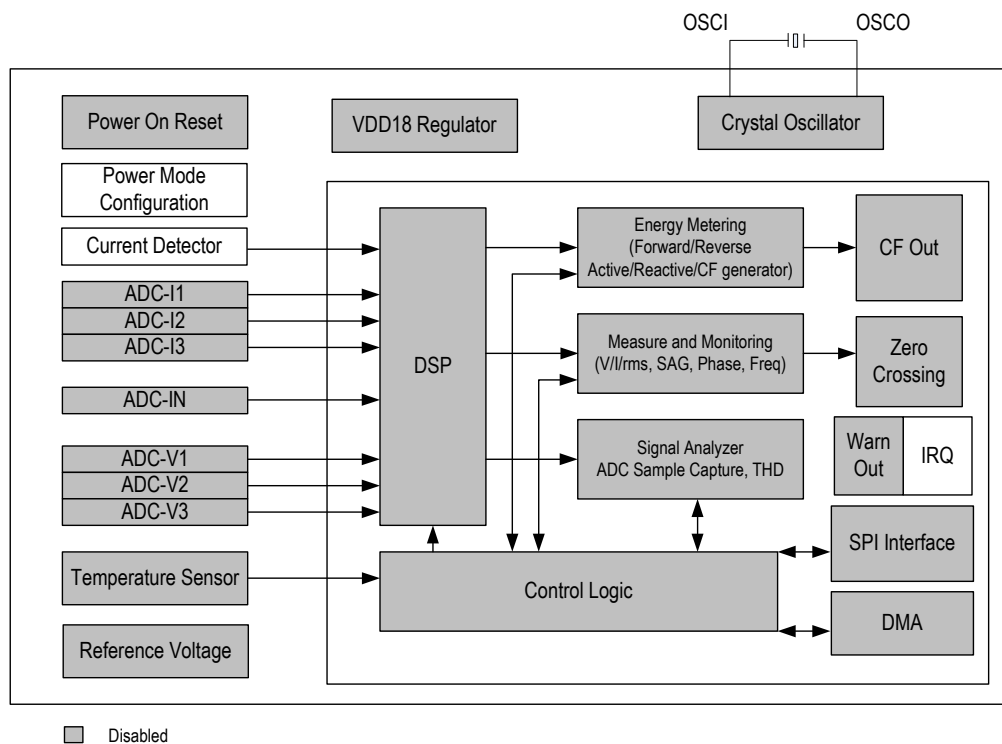 OSCI
OSCO
Power On Reset
VDD18 Regulator
Crystal Oscillator
Power Mode
Configuration
Current Detector
ADC-I1
ADC-I2
ADC-I3
ADC-IN
ADC-V1
ADC-V2
ADC-V3
Temperature Sensor
Reference Voltage
DSP
Energy Metering
(Forward/Reverse
Active/Reactive/CF generator)
CF Out
Measure and Monitoring
(V/I/rms, SAG, Phase, Freq)
Zero
Crossing
Signal Analyzer
ADC Sample Capture, THD
Warn
Out
IRQ
Control Logic
SPI Interface
DMA
Disabled